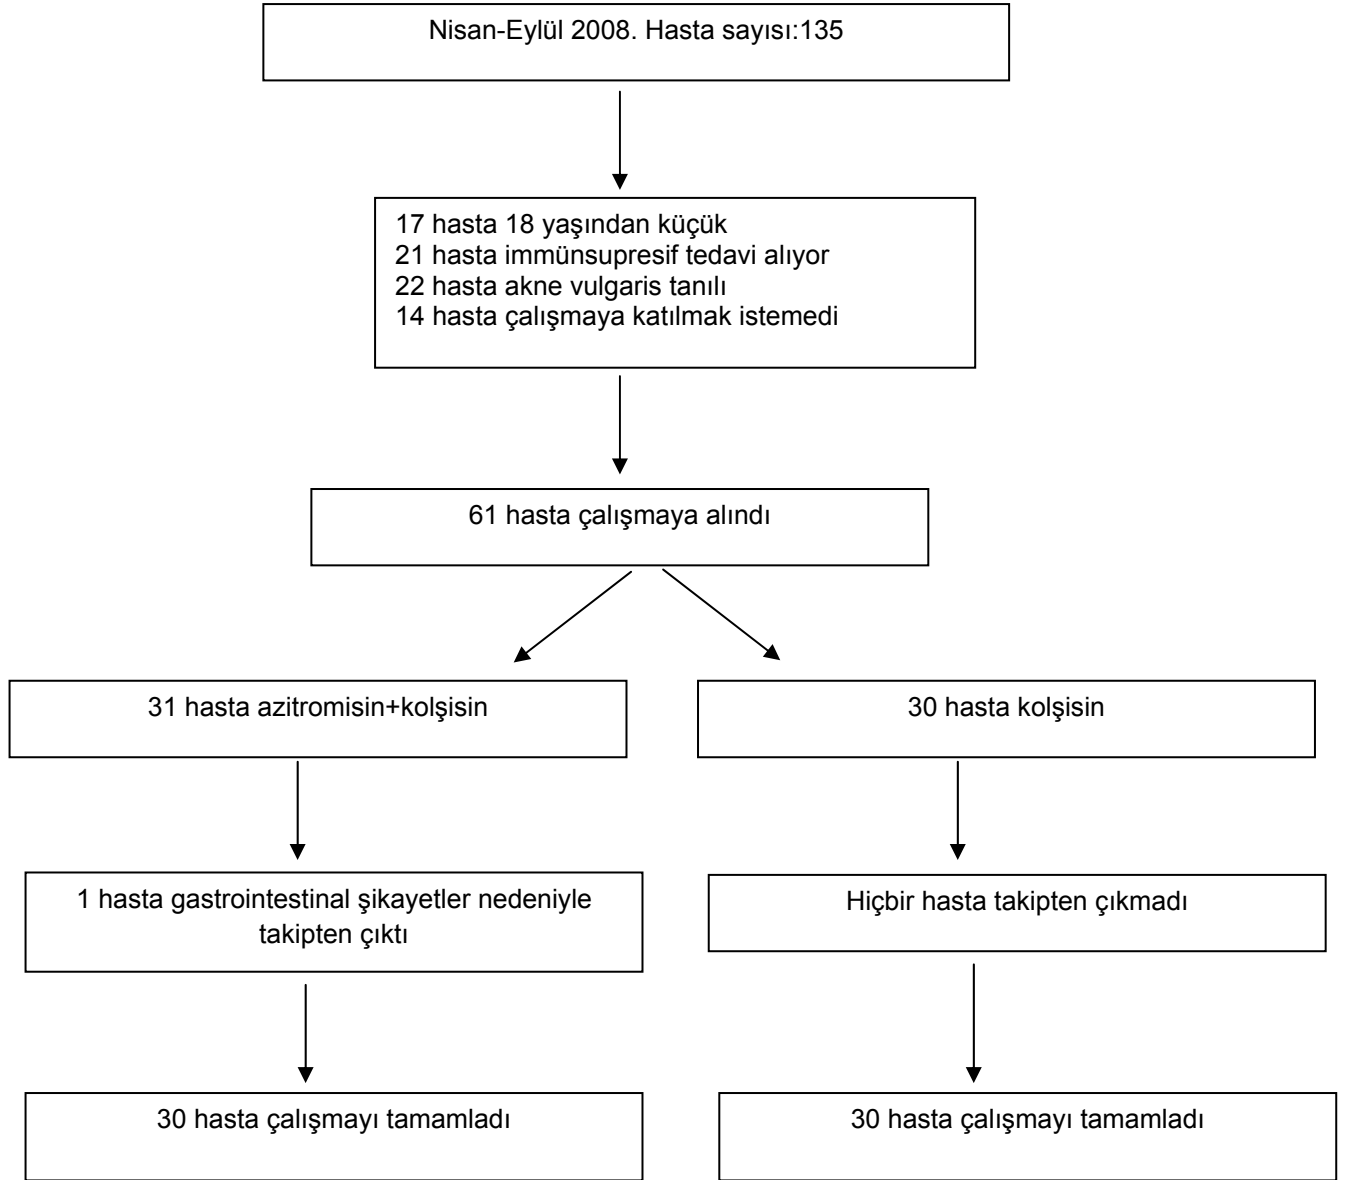 Nisan-Eylül 2008. Hasta sayısı:135
17 hasta 18 yaşından küçük
21 hasta immünsupresif tedavi alıyor
22 hasta akne vulgaris tanılı
14 hasta çalışmaya katılmak istemedi
61 hasta çalışmaya alındı
31 hasta azitromisin+kolşisin
30 hasta kolşisin
1 hasta gastrointestinal şikayetler nedeniyle
takipten çıktı
Hiçbir hasta takipten çıkmadı
30 hasta çalışmayı tamamladı
30 hasta çalışmayı tamamladı